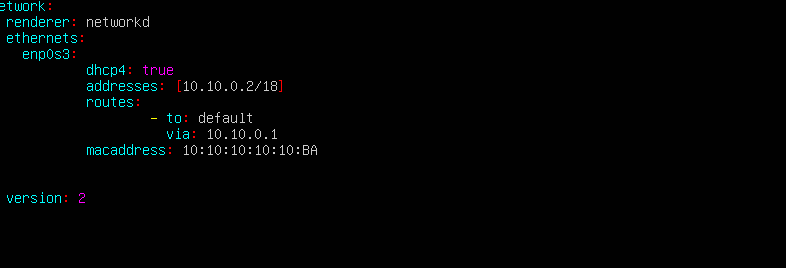 etwork:
renderer: networkd
ethernets:
enp0s3:
dhcp4: true
addresses: [10.10.0.2/18]
routes:
- to: default
via: 10.10.0.1
macaddress: 10:10:10:10:10:BA
version: 2